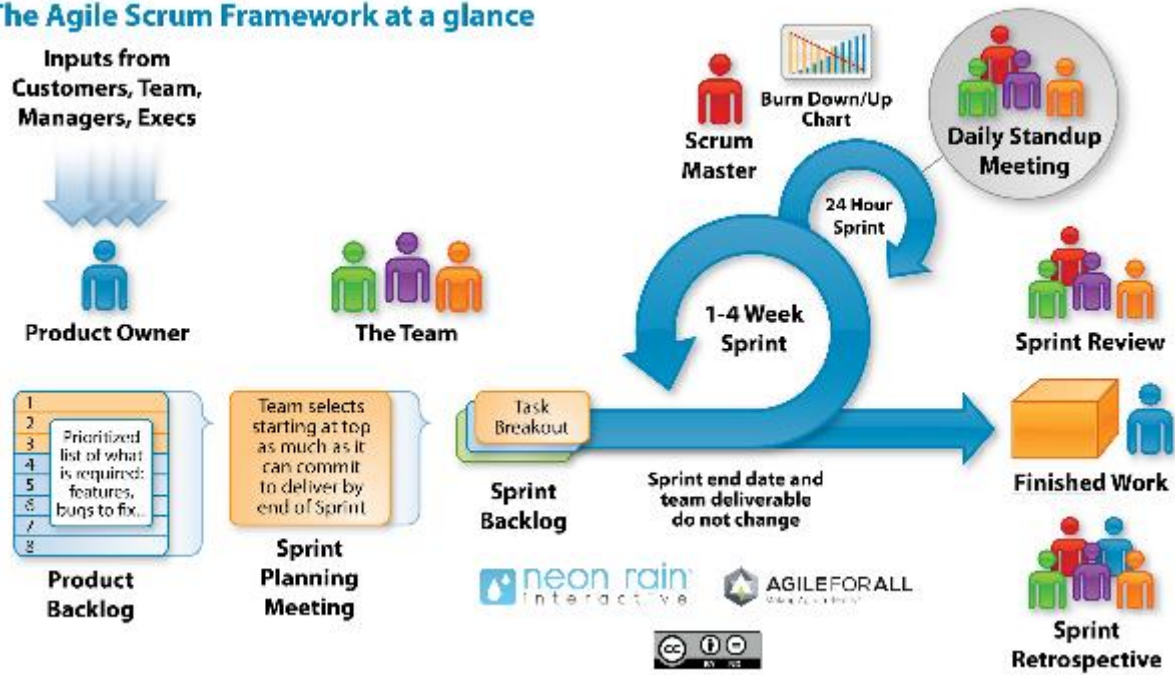 The Agile Scrum Framework at a glance
Inputs from
Customers, Team,
Managers, Execs
Product Owner
The Team
Scrum
Master
Burn Down/Up
Chart
Daily Standup
Meeting
24 Hour
Sprint
1-4 Week
Sprint
Sprint Review
1
2
3
4
5
6
7
8
Prioritized
list of what
is required:
features,
bugs to fix...
Product
Backlog
Team selects
starting at top
as much as it
can commit
to deliver by
end of Sprint
Sprint
Planning
Meeting
Task
Breakout
Sprint
Backlog
Sprint end date and
team deliverable
do not change
Finished Work
Sprint
Retrospective
neon rain
interactive
AGILEFORALL
cc
BY ND